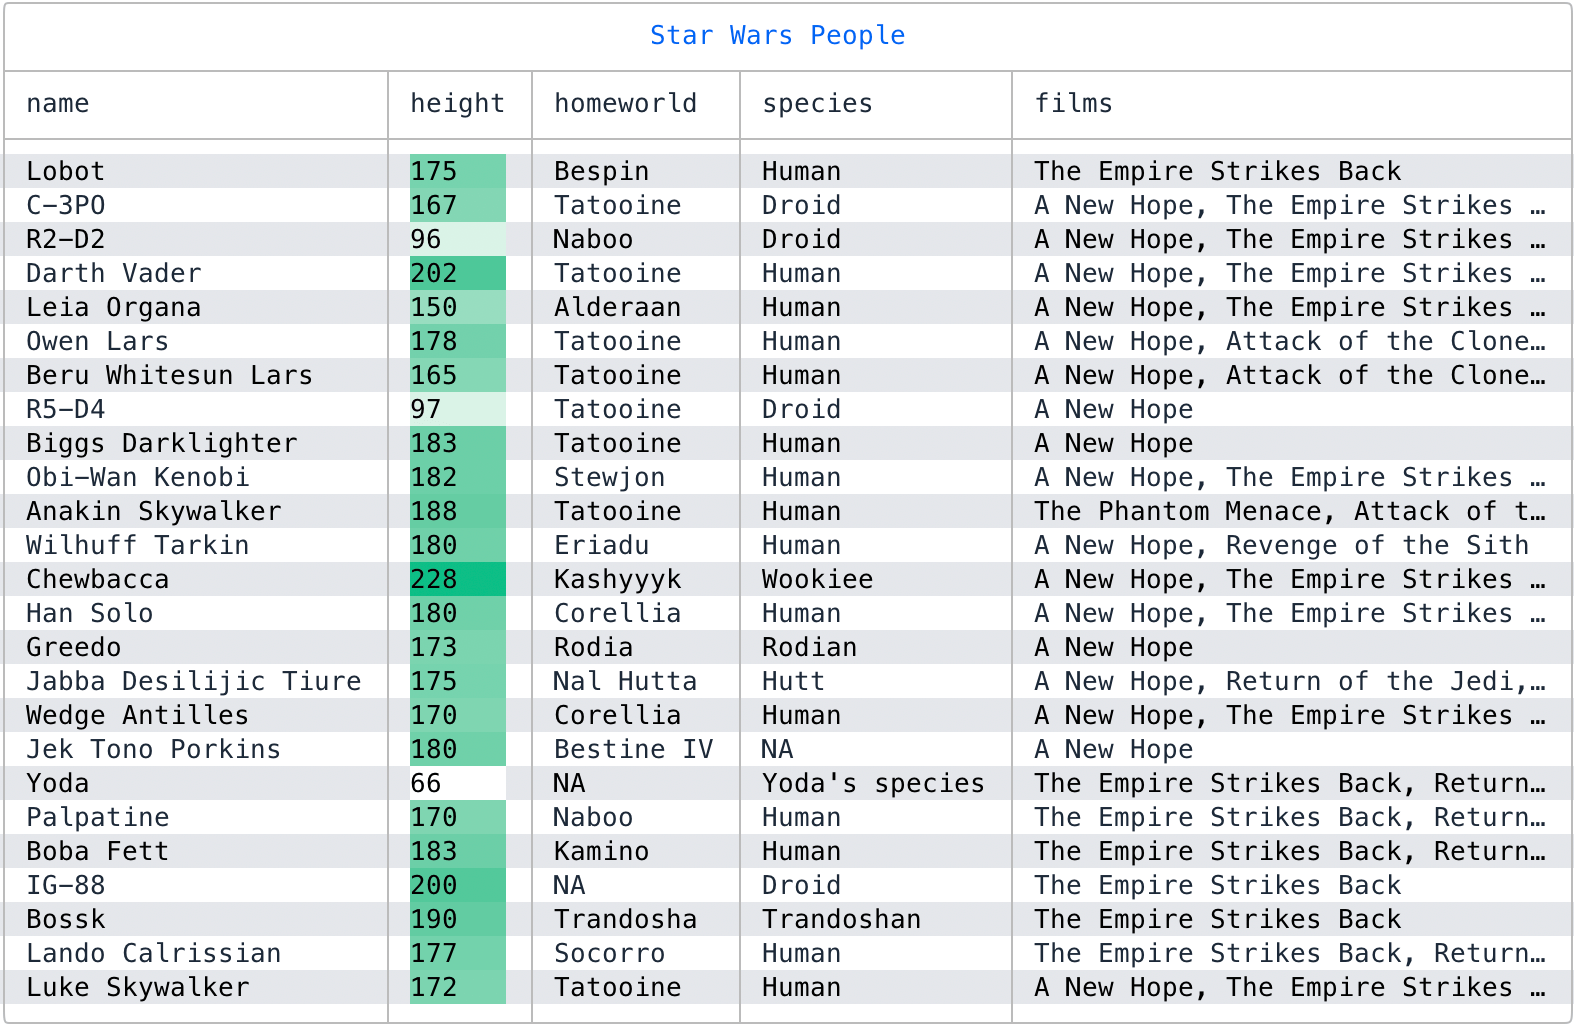 Star Wars People
name height homeworld species films
Lobot 175 Bespin Human The Empire Strikes Back
C-3PO 167 Tatooine Droid A New Hope, The Empire Strikes …
R2-D2 96 Naboo Droid A New Hope, The Empire Strikes …
Darth Vader 202 Tatooine Human A New Hope, The Empire Strikes …
Leia Organa 150 Alderaan Human A New Hope, The Empire Strikes …
Owen Lars 178 Tatooine Human A New Hope, Attack of the Clone…
Beru Whitesun Lars 165 Tatooine Human A New Hope, Attack of the Clone…
R5-D4 97 Tatooine Droid A New Hope
Biggs Darklighter 183 Tatooine Human A New Hope
Obi-Wan Kenobi 182 Stewjon Human A New Hope, The Empire Strikes …
Anakin Skywalker 188 Tatooine Human The Phantom Menace, Attack of t…
Wilhuff Tarkin 180 Eriadu Human A New Hope, Revenge of the Sith
Chewbacca 228 Kashyyyk Wookiee A New Hope, The Empire Strikes …
Han Solo 180 Corellia Human A New Hope, The Empire Strikes …
Greedo 173 Rodia Rodian A New Hope
Jabba Desilijic Tiure 175 Nal Hutta Hutt A New Hope, Return of the Jedi,…
Wedge Antilles 170 Corellia Human A New Hope, The Empire Strikes …
Jek Tono Porkins 180 Bestine IV NA A New Hope
Yoda 66 NA Yoda's species The Empire Strikes Back, Return…
Palpatine 170 Naboo Human The Empire Strikes Back, Return…
Boba Fett 183 Kamino Human The Empire Strikes Back, Return…
IG-88 200 NA Droid The Empire Strikes Back
Bossk 190 Trandosha Trandoshan The Empire Strikes Back
Lando Calrissian 177 Socorro Human The Empire Strikes Back, Return…
Luke Skywalker 172 Tatooine Human A New Hope, The Empire Strikes …